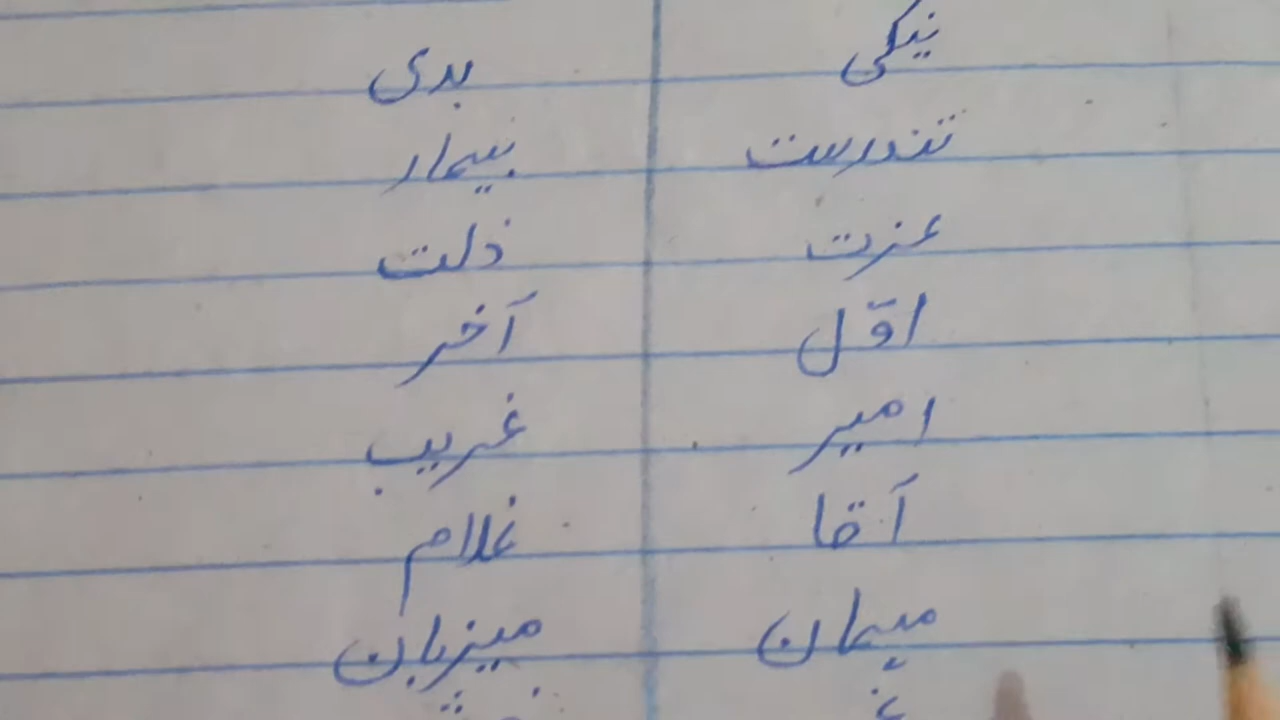 نیکی بدی
تندرست بیمار
عزت ذلت
اوّل آخر
امیر غریب
آقا غلام
مہمان میزبان